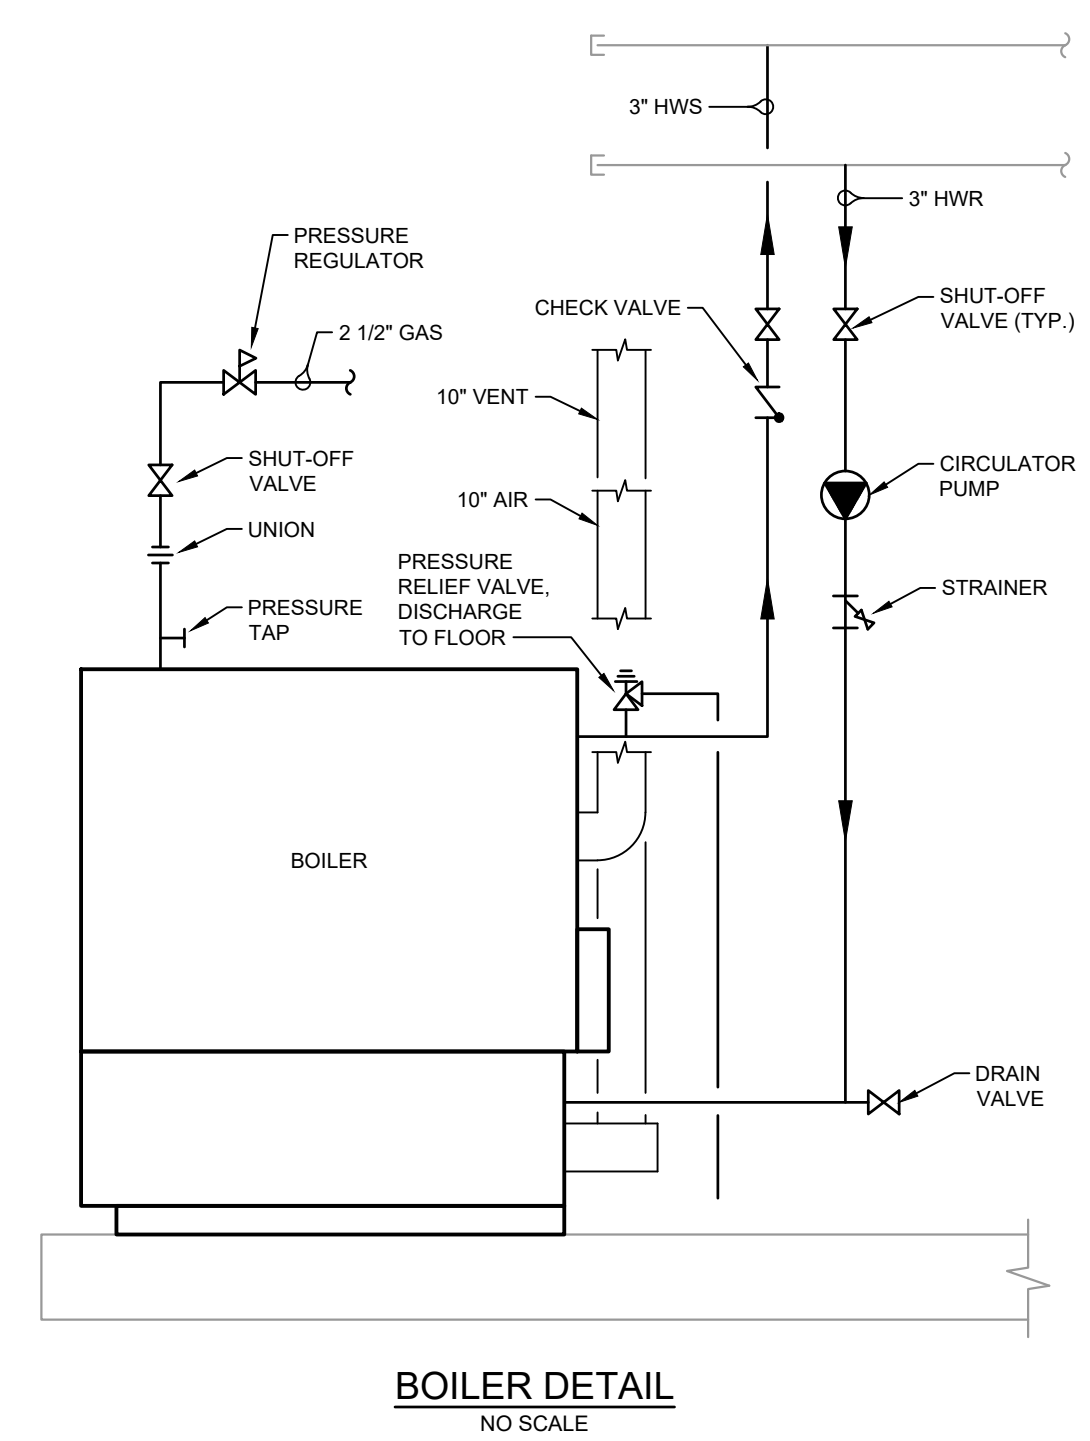 3" HWS
3" HWR
PRESSURE
REGULATOR
2 1/2" GAS
CHECK VALVE
SHUT-OFF
VALVE (TYP.)
10" VENT
SHUT-OFF
VALVE
CIRCULATOR
PUMP
10" AIR
UNION
PRESSURE
RELIEF VALVE,
DISCHARGE
TO FLOOR
STRAINER
PRESSURE
TAP
BOILER
DRAIN
VALVE
BOILER DETAIL
NO SCALE